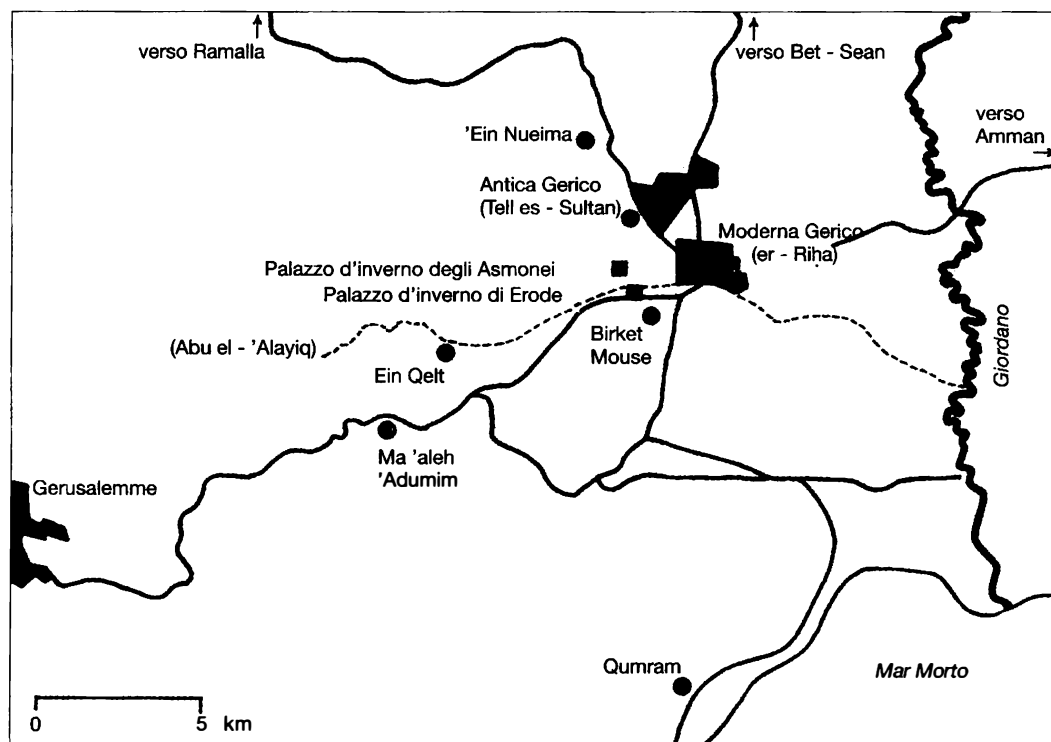 verso Ramalla
verso Bet - Sean
verso
Amman
'Ein Nueima
Antica Gerico
(Tell es - Sultan)
Moderna Gerico
(er - Riha)
Palazzo d'inverno degli Asmonei
Palazzo d'inverno di Erode
(Abu el - 'Alayiq)
Ein Qelt
Birket
Mouse
Giordano
Ma 'aleh
'Adumim
Gerusalemme
Qumram
Mar Morto
0 5 km